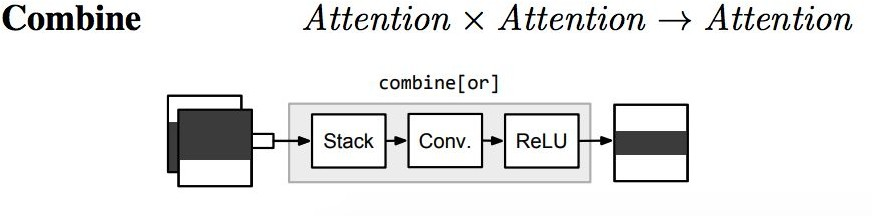 Combine Attention × Attention → Attention
combine[or]
Stack Conv. ReLU